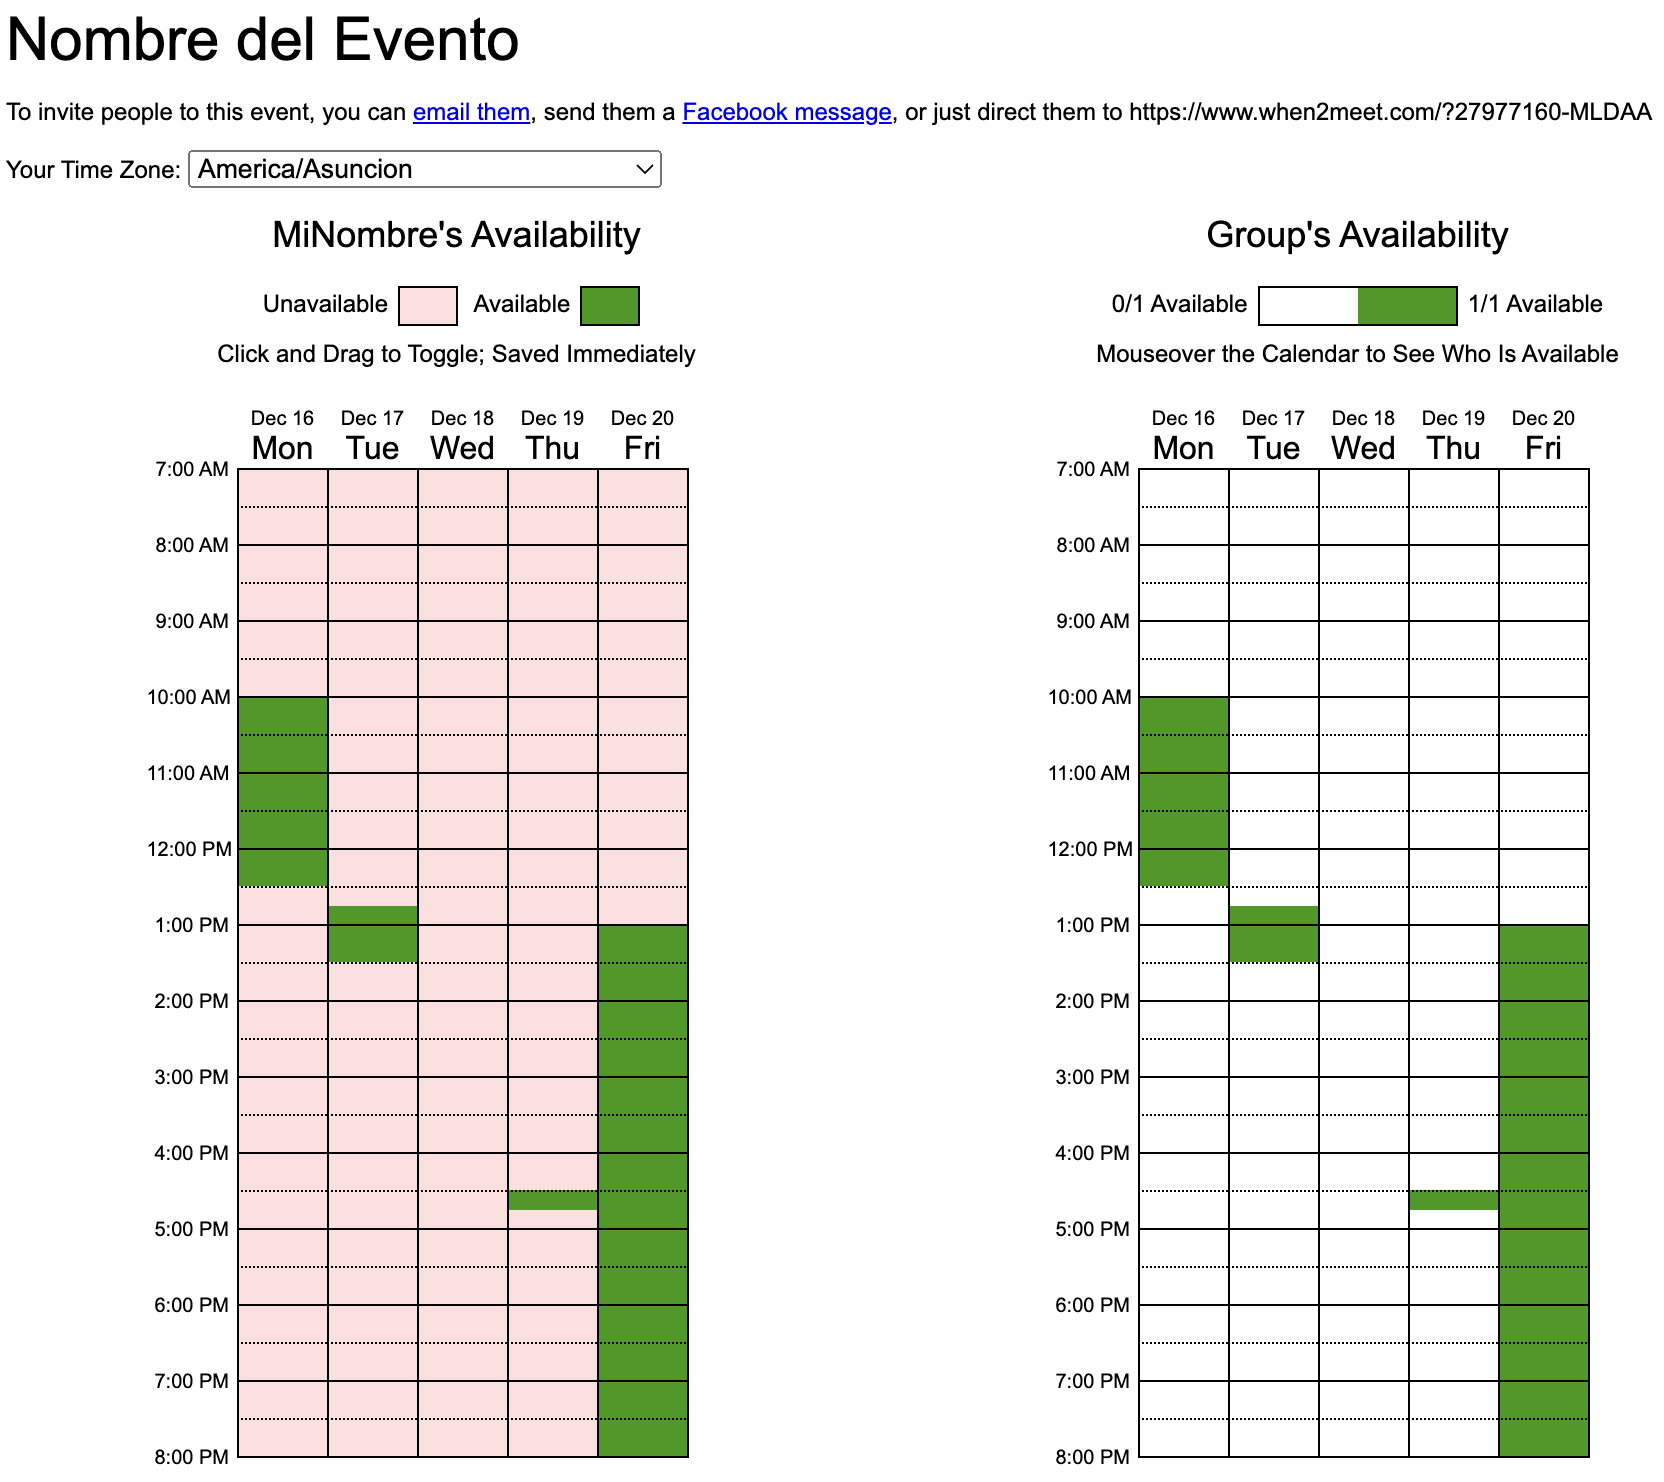 Nombre del Evento
To invite people to this event, you can email them, send them a Facebook message, or just direct them to https://www.when2meet.com/?27977160-MLDAA
Your Time Zone: America/Asuncion
MiNombre's Availability
Unavailable Available
Click and Drag to Toggle; Saved Immediately
Dec 16 Dec 17 Dec 18 Dec 19 Dec 20
Mon Tue Wed Thu Fri
7:00 AM
8:00 AM
9:00 AM
10:00 AM
11:00 AM
12:00 PM
1:00 PM
2:00 PM
3:00 PM
4:00 PM
5:00 PM
6:00 PM
7:00 PM
8:00 PM
Group's Availability
0/1 Available 1/1 Available
Mouseover the Calendar to See Who Is Available
Dec 16 Dec 17 Dec 18 Dec 19 Dec 20
Mon Tue Wed Thu Fri
7:00 AM
8:00 AM
9:00 AM
10:00 AM
11:00 AM
12:00 PM
1:00 PM
2:00 PM
3:00 PM
4:00 PM
5:00 PM
6:00 PM
7:00 PM
8:00 PM